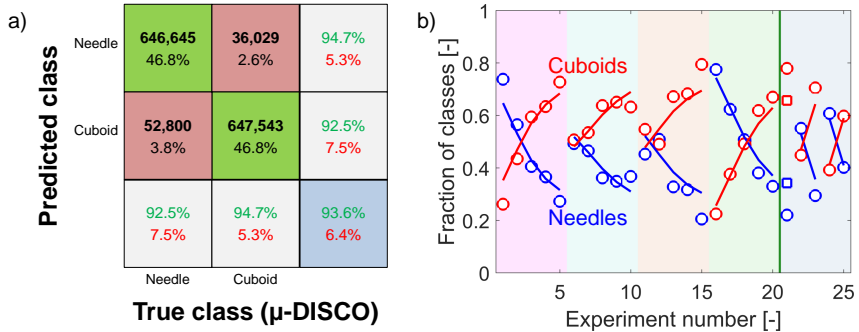 a)
Predicted class
Needle
646,645
46.8%
36,029
2.6%
94.7%
5.3%
Cuboid
52,800
3.8%
647,543
46.8%
92.5%
7.5%
92.5%
7.5%
94.7%
5.3%
93.6%
6.4%
Needle
Cuboid
True class (μ-DISCO)
b)
Fraction of classes [-]
1
0.8
0.6
0.4
0.2
0
Cuboids
Needles
5
10
15
20
25
Experiment number [-]